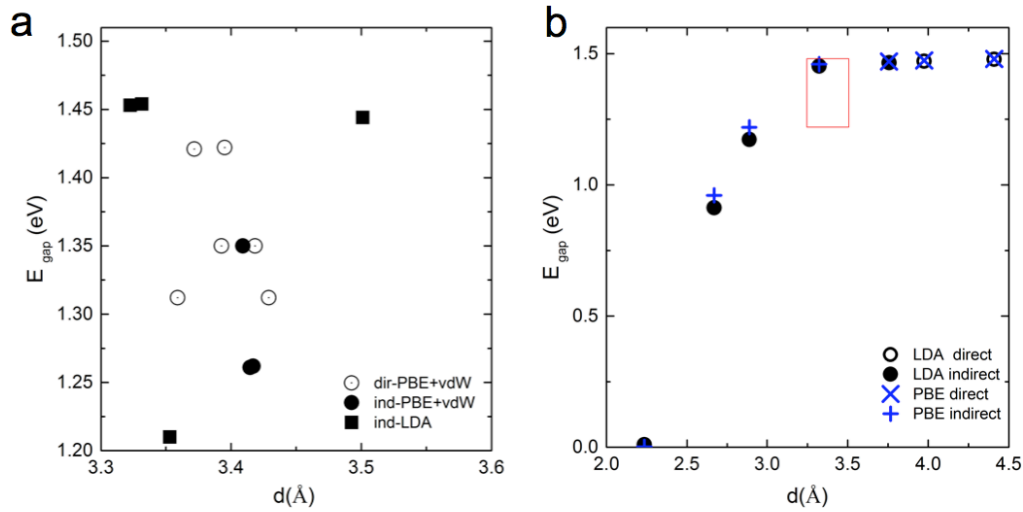 a
1.50
1.45
1.40
1.35
1.30
1.25
1.20
E gap (eV)
3.3
3.4
3.5
3.6
d(Å)
dir-PBE+vdW
ind-PBE+vdW
ind-LDA
b
1.5
1.0
0.5
0.0
E gap (eV)
2.0
2.5
3.0
3.5
4.0
4.5
d(Å)
LDA direct
LDA indirect
PBE direct
PBE indirect